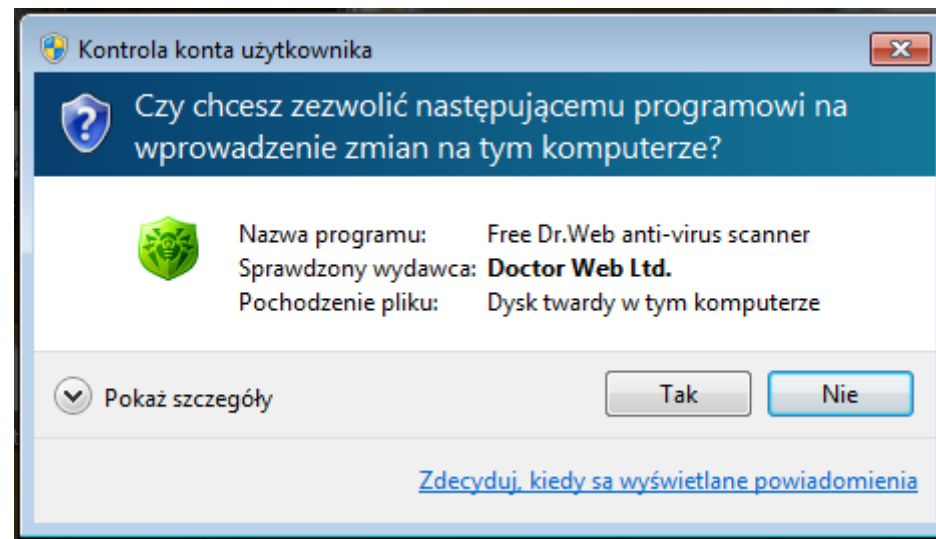 Kontrola konta użytkownika
Czy chcesz zezwolić następującemu programowi na
wprowadzenie zmian na tym komputerze?
Nazwa programu: Free Dr.Web anti-virus scanner
Sprawdzony wydawca: Doctor Web Ltd.
Pochodzenie pliku: Dysk twardy w tym komputerze
Pokaż szczegóły Tak Nie
Zdecyduj, kiedy są wyświetlane powiadomienia